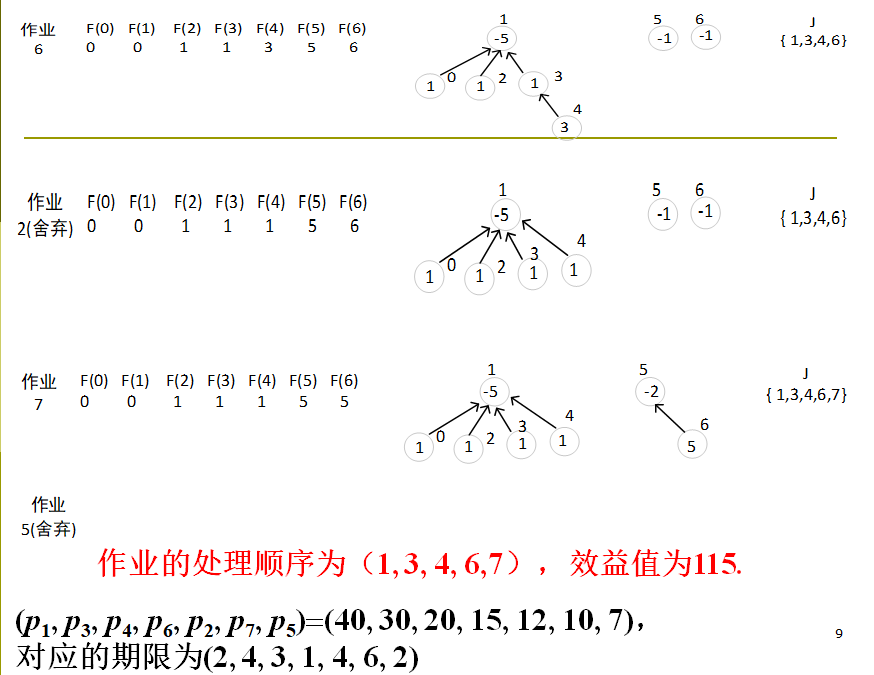 作业 F(0) F(1) F(2) F(3) F(4) F(5) F(6) 1 5 6 J
6 0 0 1 1 3 5 6 -5 -1 -1 { 1,3,4,6}
1 0 1 2 1 3
4
3
作业 F(0) F(1) F(2) F(3) F(4) F(5) F(6) 1 5 6 J
2(舍弃) 0 0 1 1 1 5 6 -5 -1 -1 { 1,3,4,6}
1 0 1 2 1 3 1 4
作业 F(0) F(1) F(2) F(3) F(4) F(5) F(6) 1 5 J
7 0 0 1 1 1 5 5 -5 -2 { 1,3,4,6,7}
1 0 1 2 1 3 1 4 5 6
作业
5(舍弃)
作业的处理顺序为（1, 3, 4, 6,7），效益值为115.
(p1, p3, p4, p6, p2, p7, p5)=(40, 30, 20, 15, 12, 10, 7)，
对应的期限为(2, 4, 3, 1, 4, 6, 2)
9